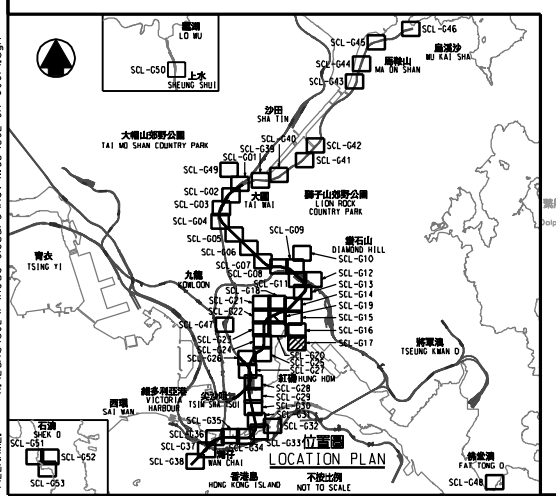 羅湖
LO WU
SCL-G50
上水
SHEUNG SHUI
SCL-G46
SCL-G45
烏溪沙
WU KAI SHA
SCL-G44
馬鞍山
MA ON SHAN
SCL-G43
沙田
SHA TIN
大帽山郊野公園
TAI MO SHAN COUNTRY PARK
SCL-G40
SCL-G39
SCL-G42
SCL-G01
SCL-G41
SCL-G49
SCL-G02
大圍
TAI WAI
獅子山郊野公園
LION ROCK
COUNTRY PARK
SCL-G03
SCL-G04
SCL-G05
SCL-G06
SCL-G09
鑽石山
DIAMOND HILL
SCL-G10
青衣
TSING YI
SCL-G07
SCL-G08
SCL-G12
九龍
KOWLOON
SCL-G11
SCL-G13
SCL-G18
SCL-G14
SCL-G21
SCL-G19
SCL-G22
SCL-G15
SCL-G47
SCL-G16
SCL-G23
SCL-G17
SCL-G24
將軍澳
TSEUNG KWAN O
SCL-G20
SCL-G26
SCL-G27
紅磡 HUNG HOM
維多利亞港
VICTORIA
HARBOUR
尖沙咀
TSIM SHA TSUI
SCL-G28
SCL-G29
SCL-G30
西環
SAI WAN
SCL-G31
SCL-G35
SCL-G32
SCL-G36
SCL-G33
SCL-G34
SCL-G37
灣仔
WAN CHAI
SCL-G38
香港島
HONG KONG ISLAND
石澳
SHEK O
SCL-G51
SCL-G52
SCL-G53
位置圖
LOCATION PLAN
不按比例
NOT TO SCALE
佛堂澳
FAT TONG O
SCL-G48